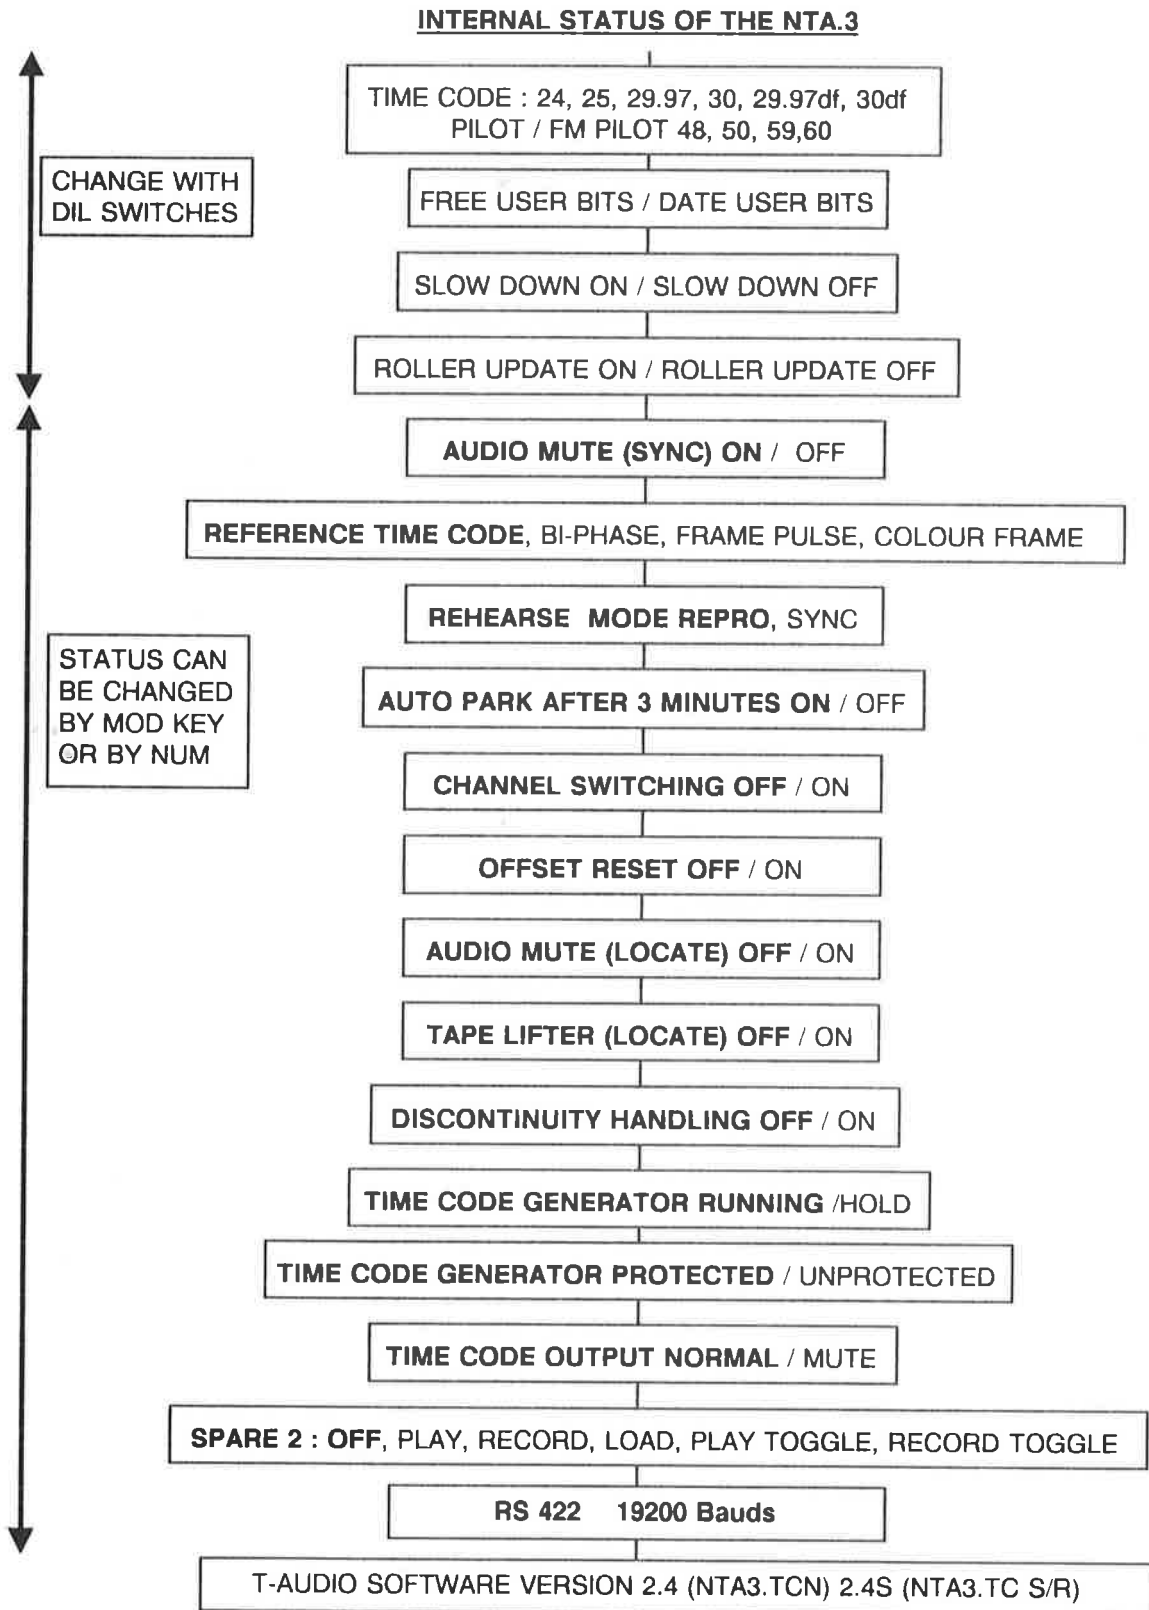 INTERNAL STATUS OF THE NTA.3
TIME CODE : 24, 25, 29.97, 30, 29.97df, 30df
PILOT / FM PILOT 48, 50, 59,60
CHANGE WITH
DIL SWITCHES
FREE USER BITS / DATE USER BITS
SLOW DOWN ON / SLOW DOWN OFF
ROLLER UPDATE ON / ROLLER UPDATE OFF
AUDIO MUTE (SYNC) ON / OFF
REFERENCE TIME CODE, BI-PHASE, FRAME PULSE, COLOUR FRAME
REHEARSE MODE REPRO, SYNC
STATUS CAN
BE CHANGED
BY MOD KEY
OR BY NUM
AUTO PARK AFTER 3 MINUTES ON / OFF
CHANNEL SWITCHING OFF / ON
OFFSET RESET OFF / ON
AUDIO MUTE (LOCATE) OFF / ON
TAPE LIFTER (LOCATE) OFF / ON
DISCONTINUITY HANDLING OFF / ON
TIME CODE GENERATOR RUNNING /HOLD
TIME CODE GENERATOR PROTECTED / UNPROTECTED
TIME CODE OUTPUT NORMAL / MUTE
SPARE 2 : OFF, PLAY, RECORD, LOAD, PLAY TOGGLE, RECORD TOGGLE
RS 422 19200 Bauds
T-AUDIO SOFTWARE VERSION 2.4 (NTA3.TCN) 2.4S (NTA3.TC S/R)